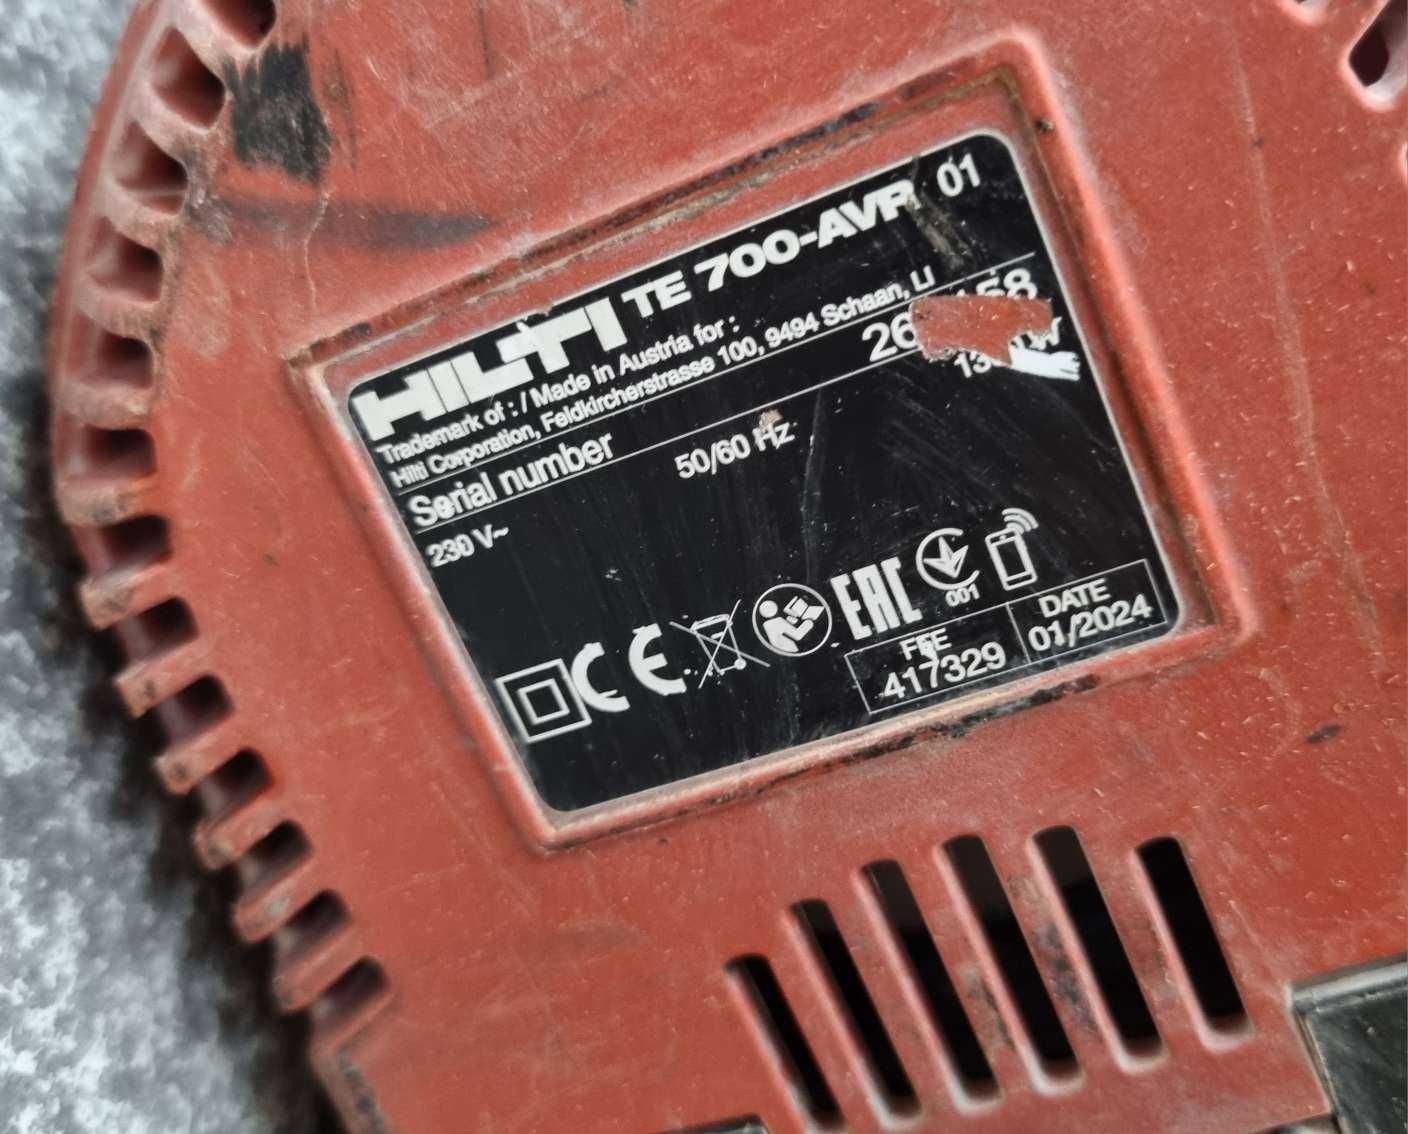 HILTI TE 700-AVR 01
Trademark of : / Made in Austria for :
Hilti Corporation, Feldkircherstrasse 100, 9494 Schaan, LI
Serial number
230 V~ 50/60 Hz
CE EAC
001
FEE DATE
417329 01/2024